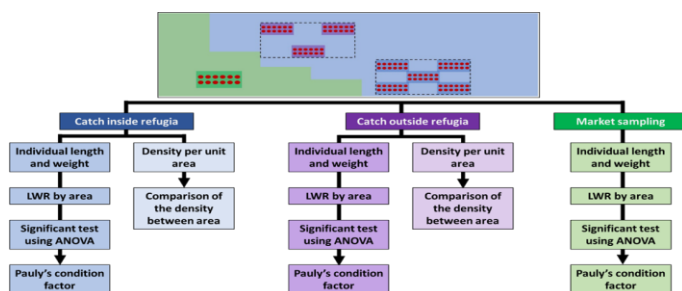 Catch inside refugia
Catch outside refugia
Market sampling
Individual length
and weight
LWR by area
Significant test
using ANOVA
Pauly's condition
factor
Density per unit
area
Comparison of
the density
between area
Individual length
and weight
LWR by area
Significant test
using ANOVA
Pauly's condition
factor
Density per unit
area
Comparison of
the density
between area
Individual length
and weight
LWR by area
Significant test
using ANOVA
Pauly's condition
factor